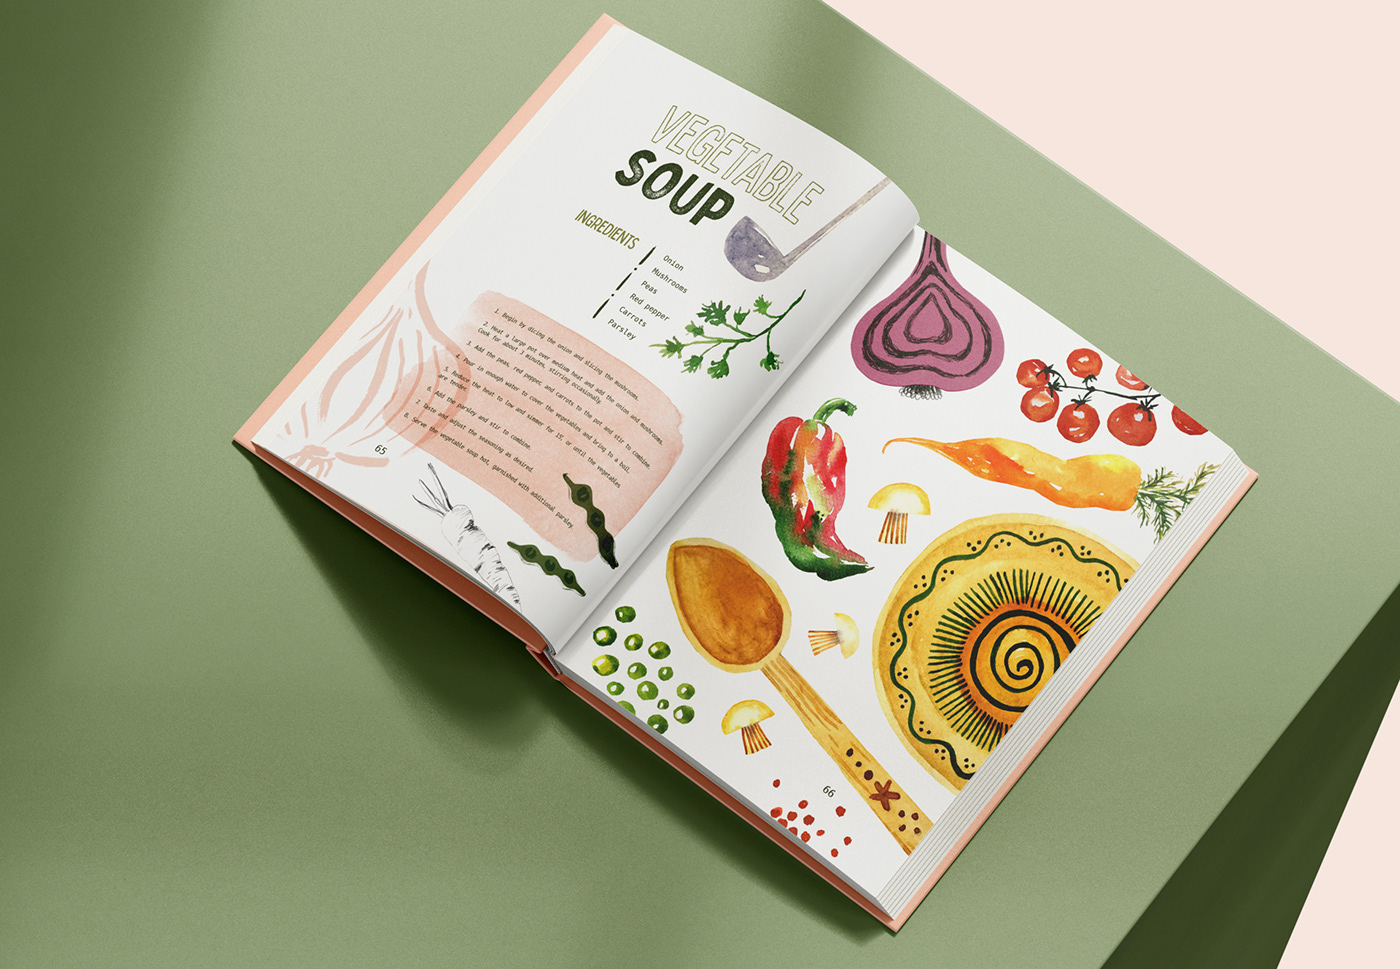 VEGETABLE
SOUP
INGREDIENTS
Onion
Mushrooms
Peas
Red pepper
Carrots
Parsley
1. Begin by dicing the onion and slicing the mushrooms.
2. Heat a large pot over medium heat and add the onion and mushrooms.
Cook for about 3 minutes, stirring occasionally.
3. Add the peas, red pepper, and carrots to the pot and stir to combine.
4. Pour in enough water to cover the vegetables and bring to a boil.
5. Reduce the heat to low and simmer for 15, or until the vegetables
are tender.
6. Add the parsley and stir to combine.
7. Taste and adjust the seasoning as desired.
8. Serve the vegetable soup hot, garnished with additional parsley.
65
66